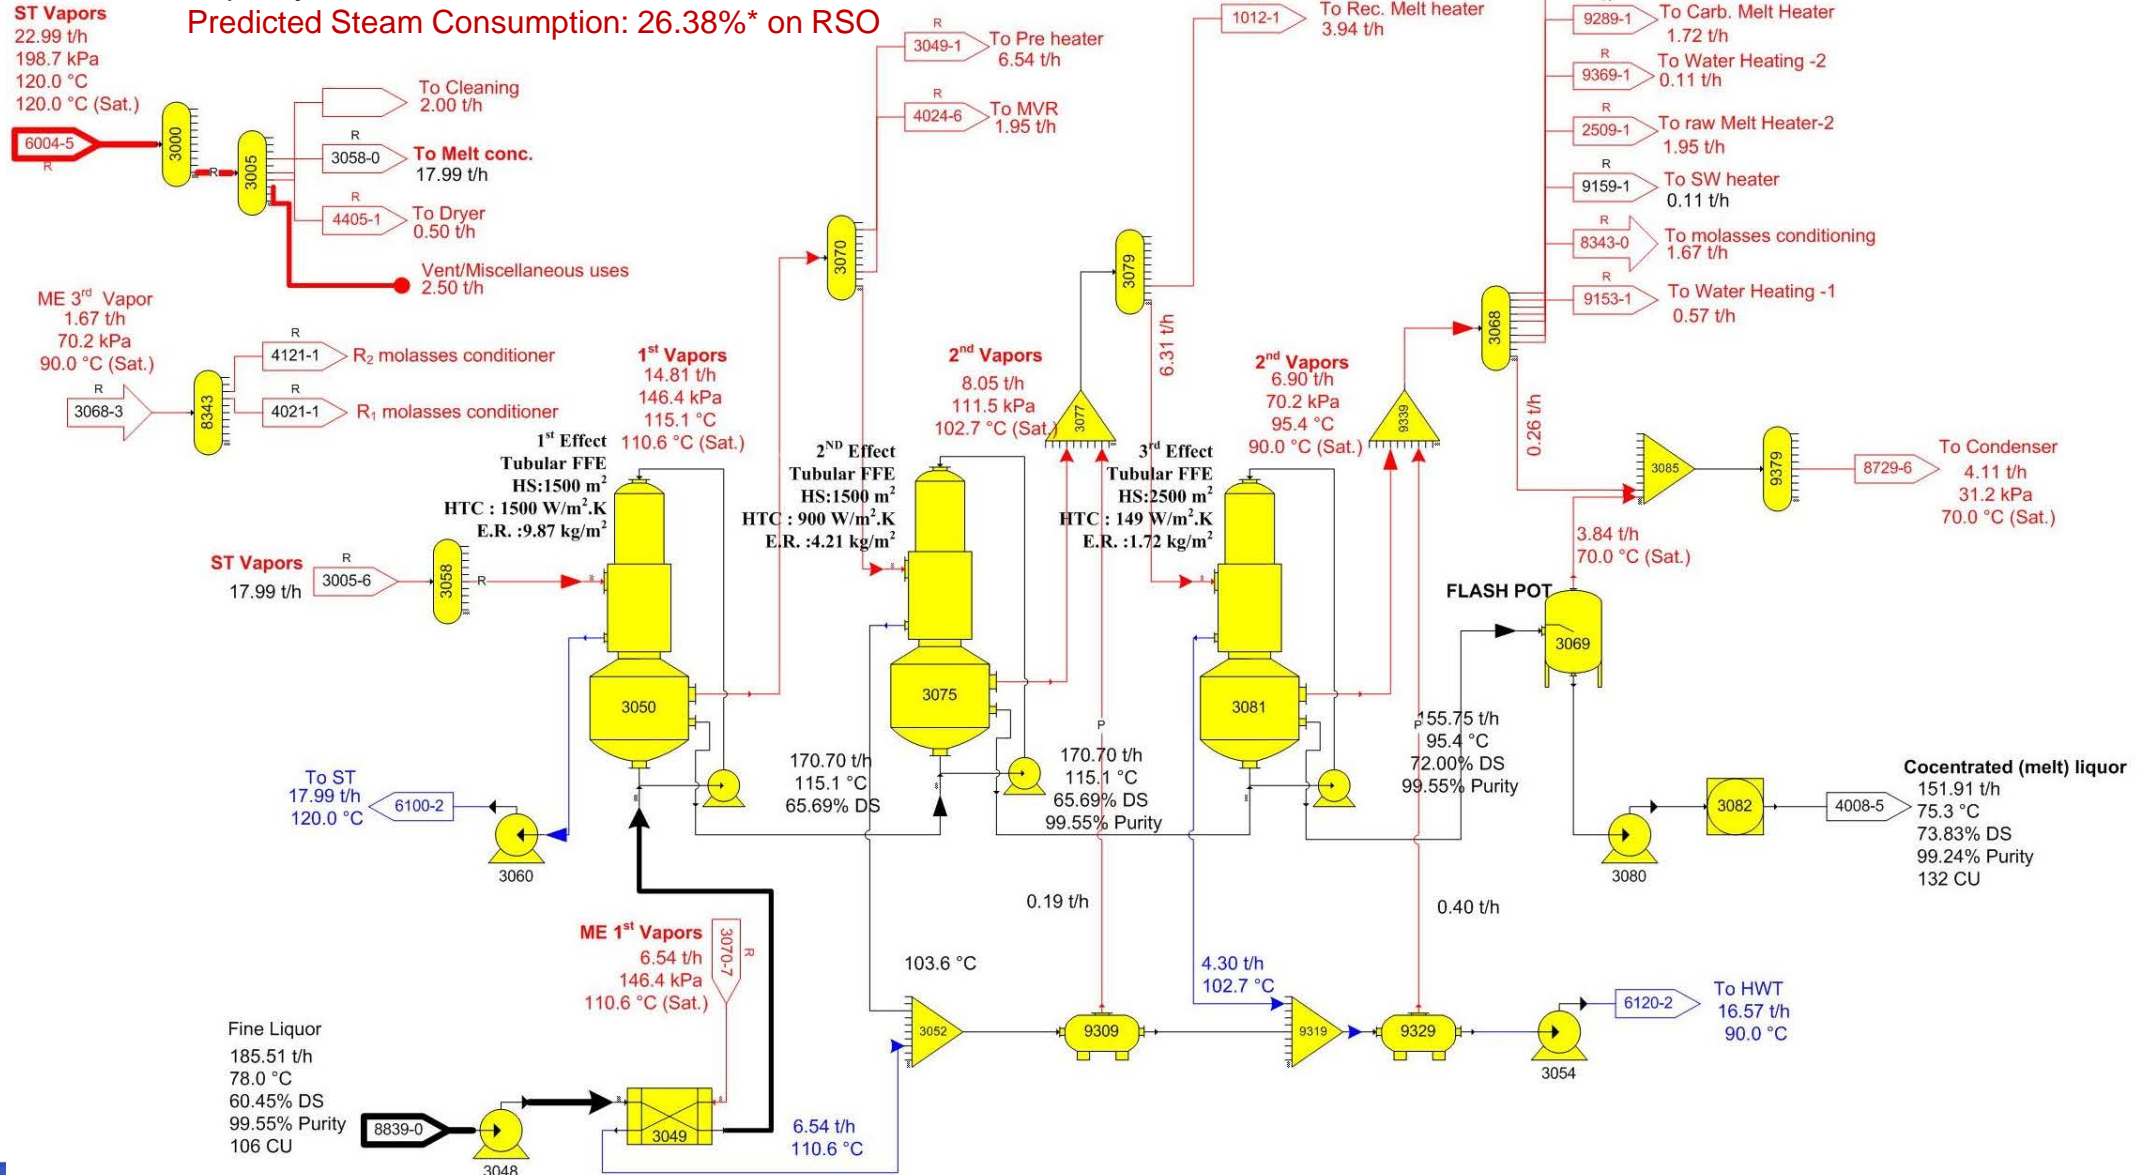 Predicted Steam Consumption: 26.38%* on RSO
ST Vapors
22.99 t/h
198.7 kPa
120.0 °C
120.0 °C (Sat.)
6004-5
R
3000
R
3005
To Cleaning
2.00 t/h
R
3058-0
To Melt conc.
17.99 t/h
R
4405-1
To Dryer
0.50 t/h
Vent/Miscellaneous uses
2.50 t/h
ME 3rd Vapor
1.67 t/h
70.2 kPa
90.0 °C (Sat.)
R
3068-3
8343
R
4121-1
R2 molasses conditioner
R
4021-1
R1 molasses conditioner
R
3049-1
To Pre heater
6.54 t/h
R
4024-6
To MVR
1.95 t/h
3070
1012-1
To Rec. Melt heater
3.94 t/h
3079
6.31 t/h
9289-1
To Carb. Melt Heater
1.72 t/h
R
9369-1
To Water Heating -2
0.11 t/h
R
2509-1
To raw Melt Heater-2
1.95 t/h
R
9159-1
To SW heater
0.11 t/h
R
8343-0
To molasses conditioning
1.67 t/h
R
9153-1
To Water Heating -1
0.57 t/h
3068
0.26 t/h
1st Vapors
14.81 t/h
146.4 kPa
115.1 °C
110.6 °C (Sat.)
1st Effect
Tubular FFE
HS:1500 m2
HTC : 1500 W/m2.K
E.R. :9.87 kg/m2
2nd Vapors
8.05 t/h
111.5 kPa
102.7 °C (Sat.)
3077
2ND Effect
Tubular FFE
HS:1500 m2
HTC : 900 W/m2.K
E.R. :4.21 kg/m2
2nd Vapors
6.90 t/h
70.2 kPa
95.4 °C
90.0 °C (Sat.)
9339
3rd Effect
Tubular FFE
HS:2500 m2
HTC : 149 W/m2.K
E.R. :1.72 kg/m2
3085
9379
8729-6
To Condenser
4.11 t/h
31.2 kPa
70.0 °C (Sat.)
3.84 t/h
70.0 °C (Sat.)
FLASH POT
3069
ST Vapors
17.99 t/h
R
3005-6
3058
R
3050
3075
3081
To ST
17.99 t/h
120.0 °C
6100-2
3060
170.70 t/h
115.1 °C
65.69% DS
P
170.70 t/h
115.1 °C
65.69% DS
99.55% Purity
P
155.75 t/h
95.4 °C
72.00% DS
99.55% Purity
3080
3082
4008-5
Cocentrated (melt) liquor
151.91 t/h
75.3 °C
73.83% DS
99.24% Purity
132 CU
0.19 t/h
0.40 t/h
ME 1st Vapors
6.54 t/h
146.4 kPa
110.6 °C (Sat.)
3070-7
R
103.6 °C
4.30 t/h
102.7 °C
3052
9309
9319
9329
3054
6120-2
To HWT
16.57 t/h
90.0 °C
Fine Liquor
185.51 t/h
78.0 °C
60.45% DS
99.55% Purity
106 CU
8839-0
3048
3049
6.54 t/h
110.6 °C